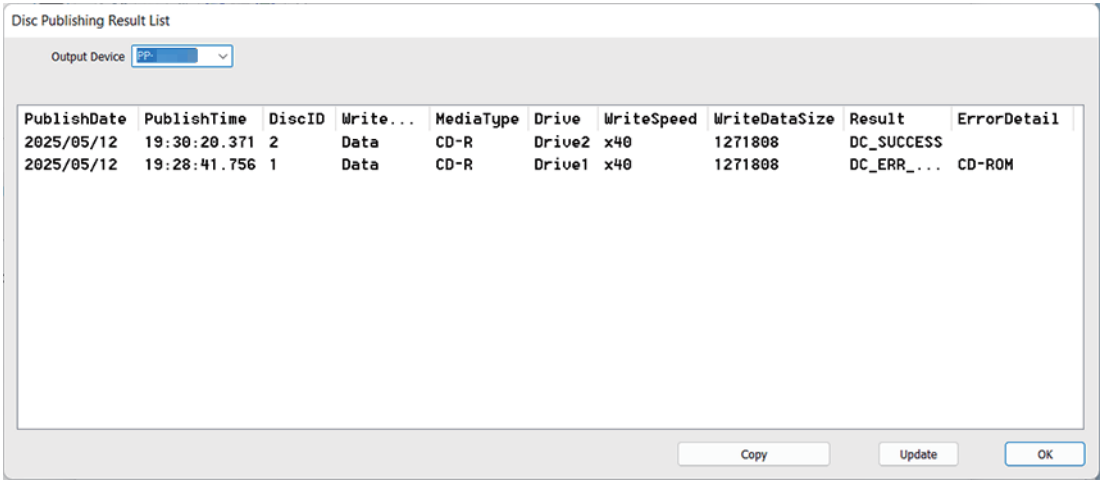 Disc Publishing Result List
Output Device PP-
PublishDate PublishTime DiscID Write... MediaType Drive WriteSpeed WriteDataSize Result ErrorDetail
2025/05/12 19:30:20.371 2 Data CD-R Drive2 x40 1271808 DC_SUCCESS
2025/05/12 19:28:41.756 1 Data CD-R Drive1 x40 1271808 DC_ERR_... CD-ROM
Copy Update OK